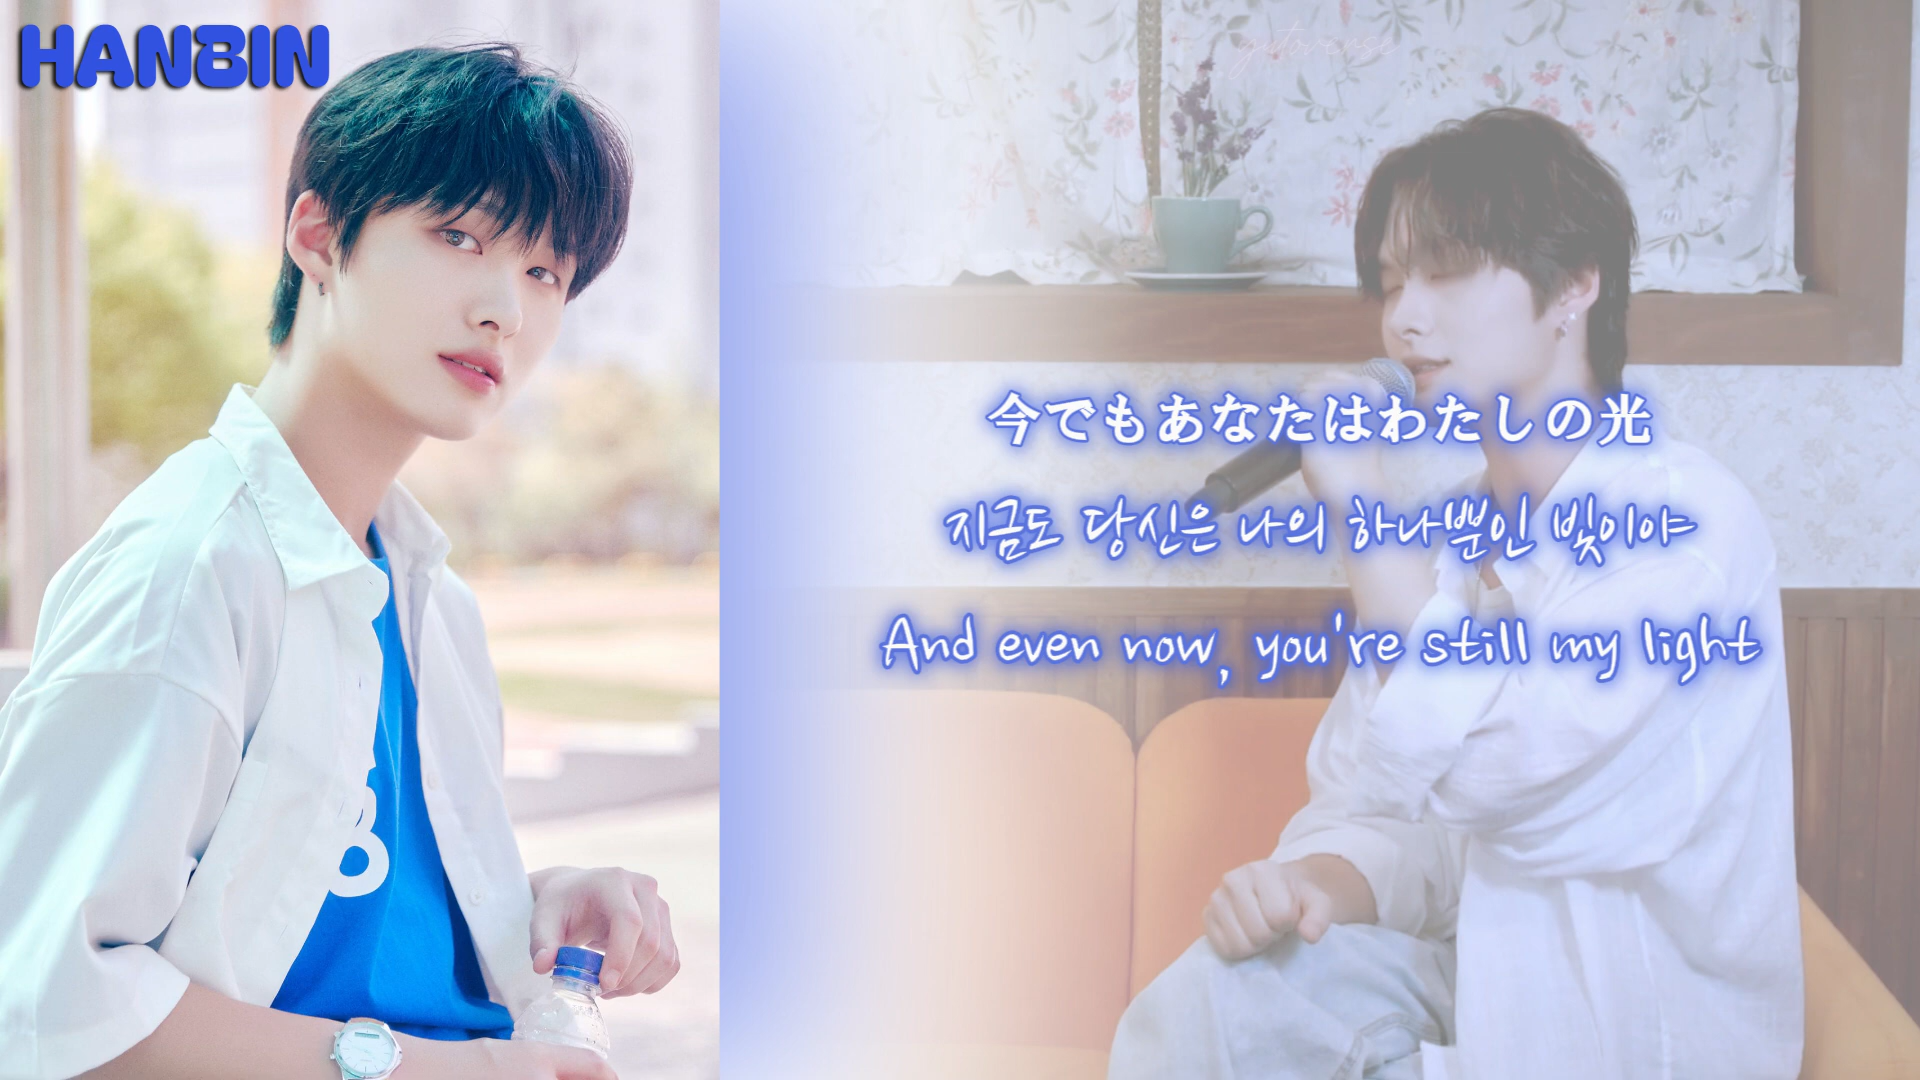 HANBIN
gutoverse
今でもあなたはわたしの光
지금도 당신은 나의 하나뿐인 빛이야
And even now, you're still my light